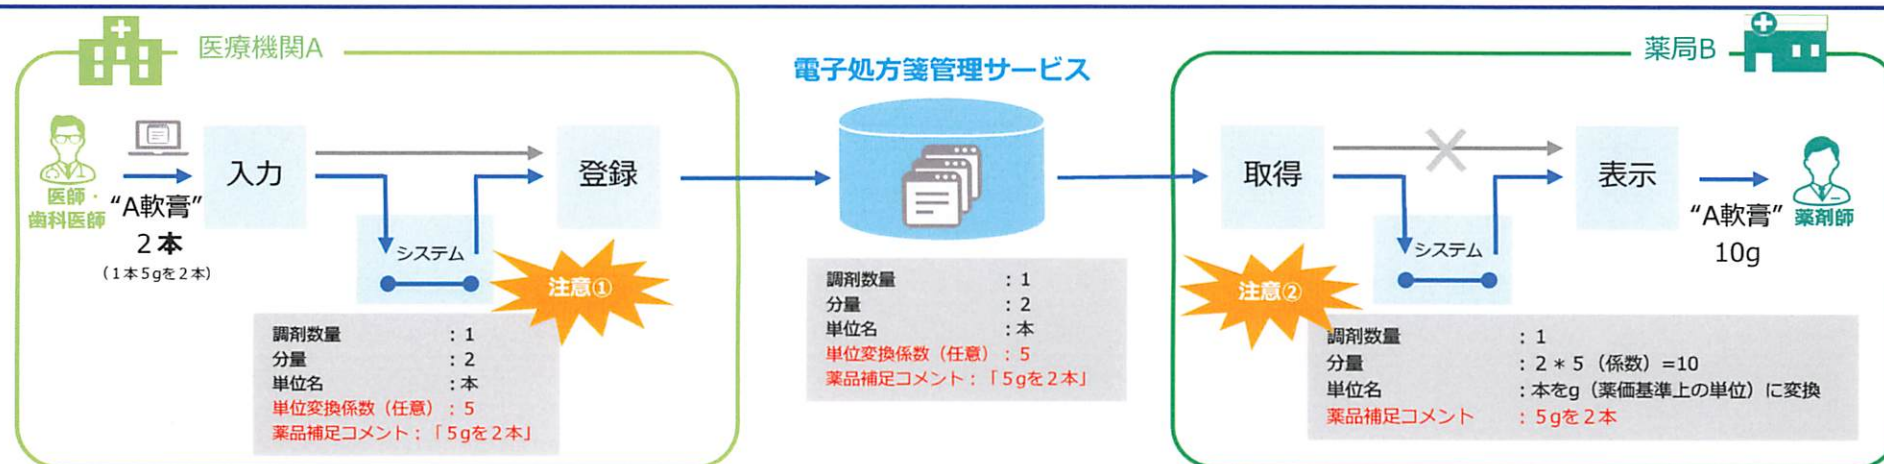 医療機関A
医師・
歯科医師
“A軟膏”
2本
(1本5gを2本)
入力
登録
システム
注意①
調剤数量 :1
分量 :2
単位名 :本
単位変換係数(任意):5
薬品補足コメント:「5gを2本」
電子処方箋管理サービス
調剤数量 :1
分量 :2
単位名 :本
単位変換係数(任意):5
薬品補足コメント:「5gを2本」
薬局B
取得
表示
システム
“A軟膏”
10g
薬剤師
注意②
調剤数量 :1
分量 :2*5(係数)=10
単位名 :本をg(薬価基準上の単位)に変換
薬品補足コメント :5gを2本